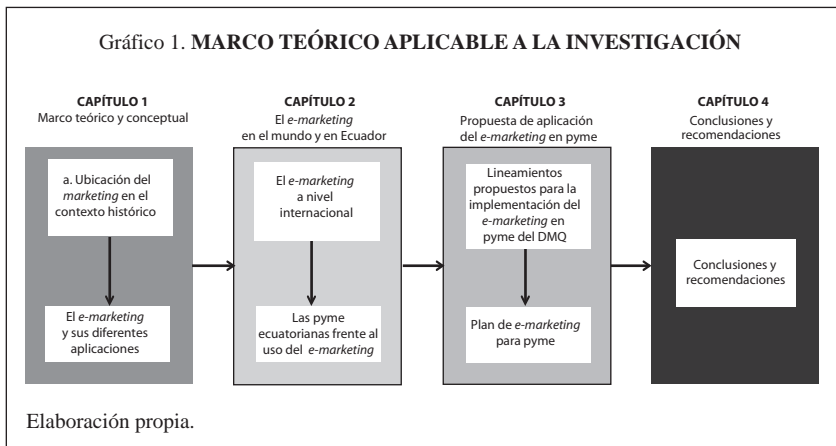 Gráfico 1. MARCO TEÓRICO APLICABLE A LA INVESTIGACIÓN
CAPÍTULO 1
Marco teórico y conceptual
a. Ubicación del
marketing en el
contexto histórico
El e-marketing
y sus diferentes
aplicaciones
CAPÍTULO 2
El e-marketing
en el mundo y en Ecuador
El e-marketing
a nivel
internacional
Las pyme
ecuatorianas frente al
uso del e-marketing
CAPÍTULO 3
Propuesta de aplicación
del e-marketing en pyme
Lineamientos
propuestos para la
implementación del
e-marketing en
pyme del DMQ
Plan de e-marketing
para pyme
CAPÍTULO 4
Conclusiones y
recomendaciones
Conclusiones y
recomendaciones
Elaboración propia.